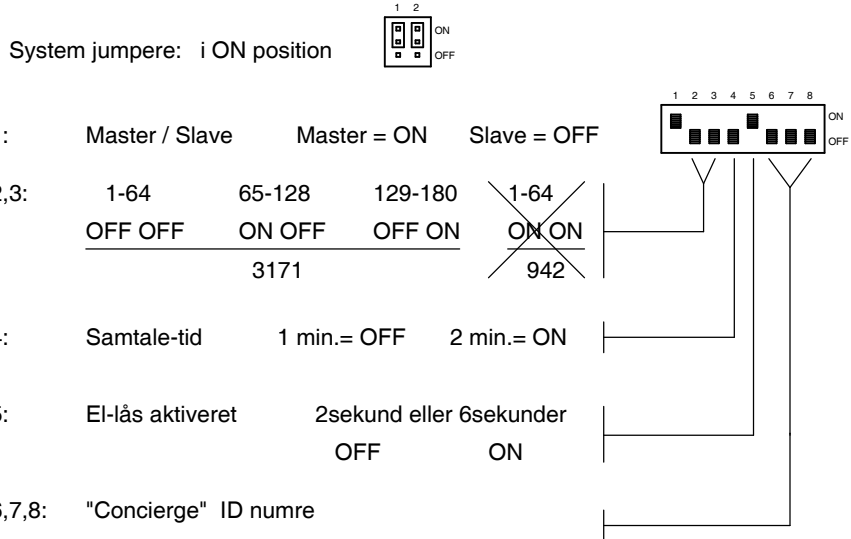 1 2
ON
System jumpere: i ON position
OFF
1 2 3 4 5 6 7 8
ON
: Master / Slave Master = ON Slave = OFF
OFF
,3: 1-64 65-128 129-180 1-64
OFF OFF ON OFF OFF ON ON ON
3171 942
: Samtale-tid 1 min.= OFF 2 min.= ON
: El-lås aktiveret 2sekund eller 6sekunder
OFF ON
,7,8: "Concierge" ID numre